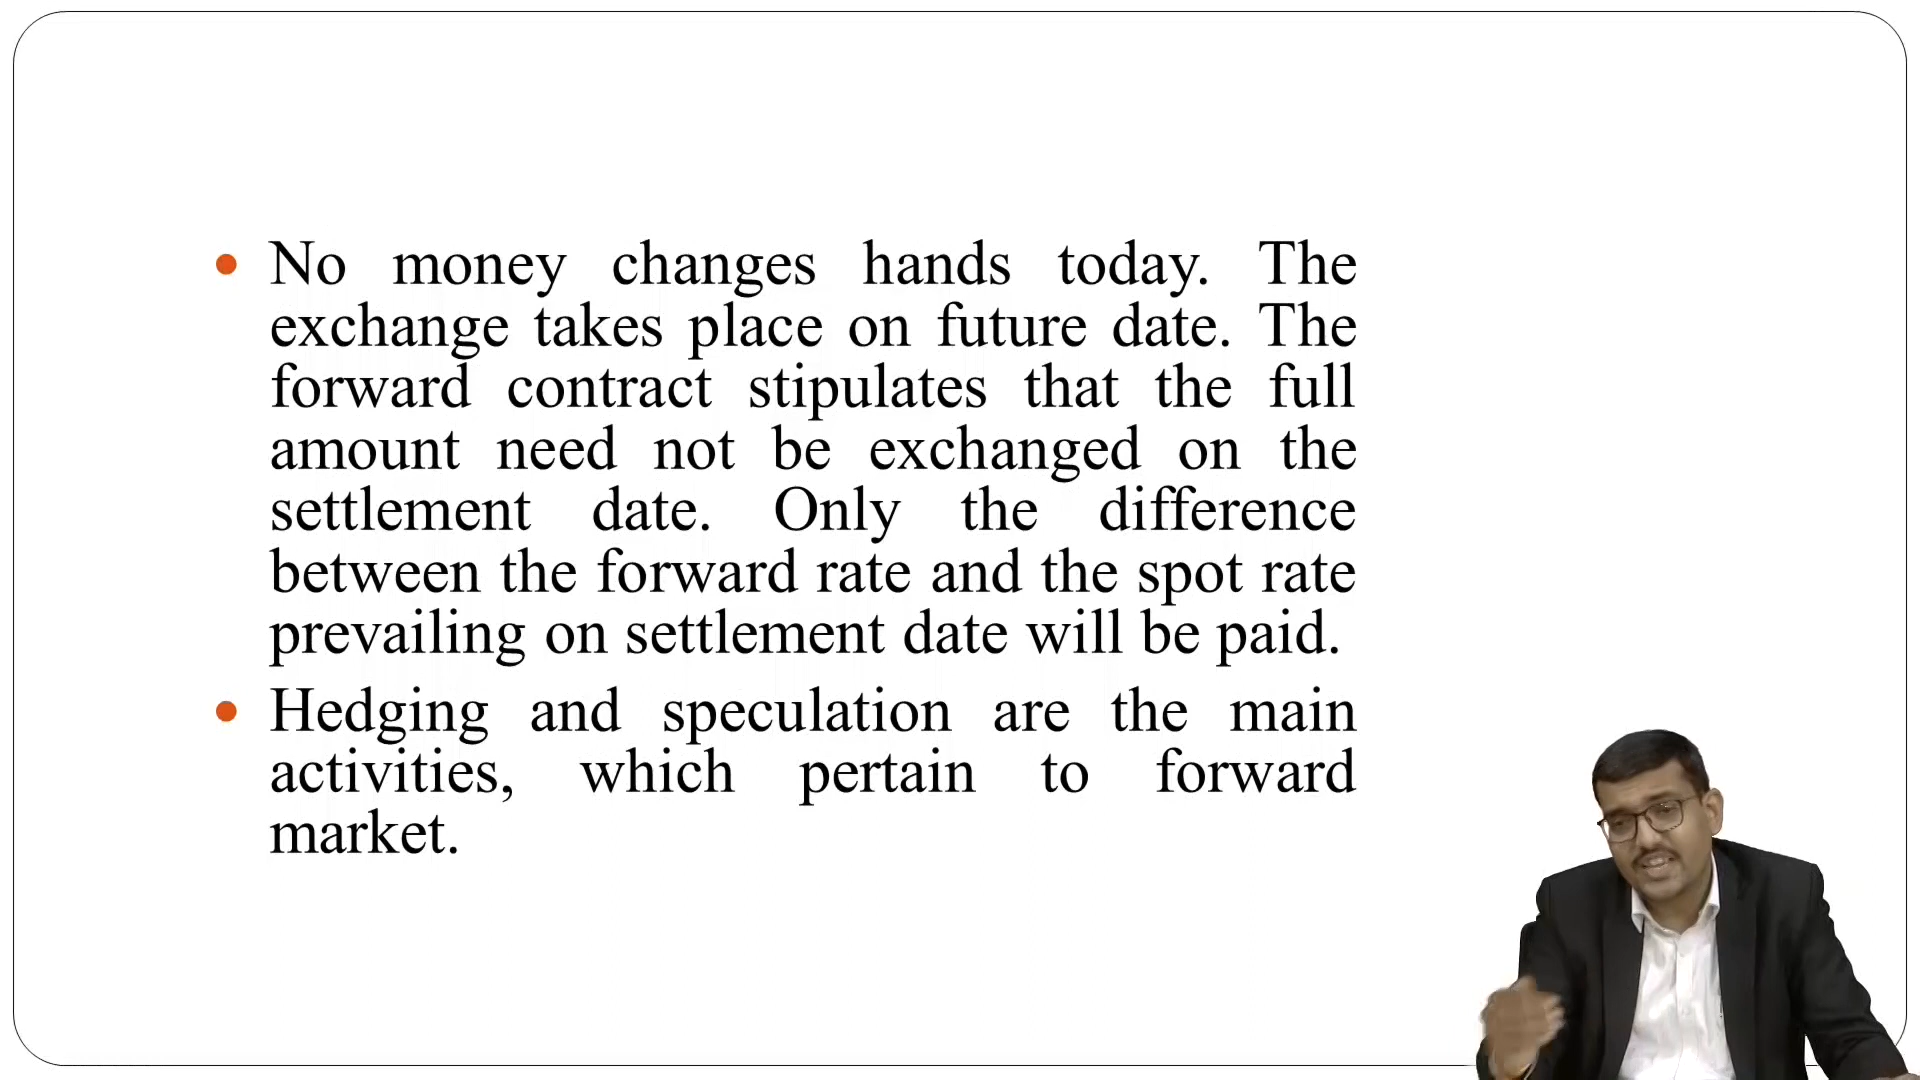 No money changes hands today. The
exchange takes place on future date. The
forward contract stipulates that the full
amount need not be exchanged on the
settlement date. Only the difference
between the forward rate and the spot rate
prevailing on settlement date will be paid.
Hedging and speculation are the main
activities, which pertain to forward
market.